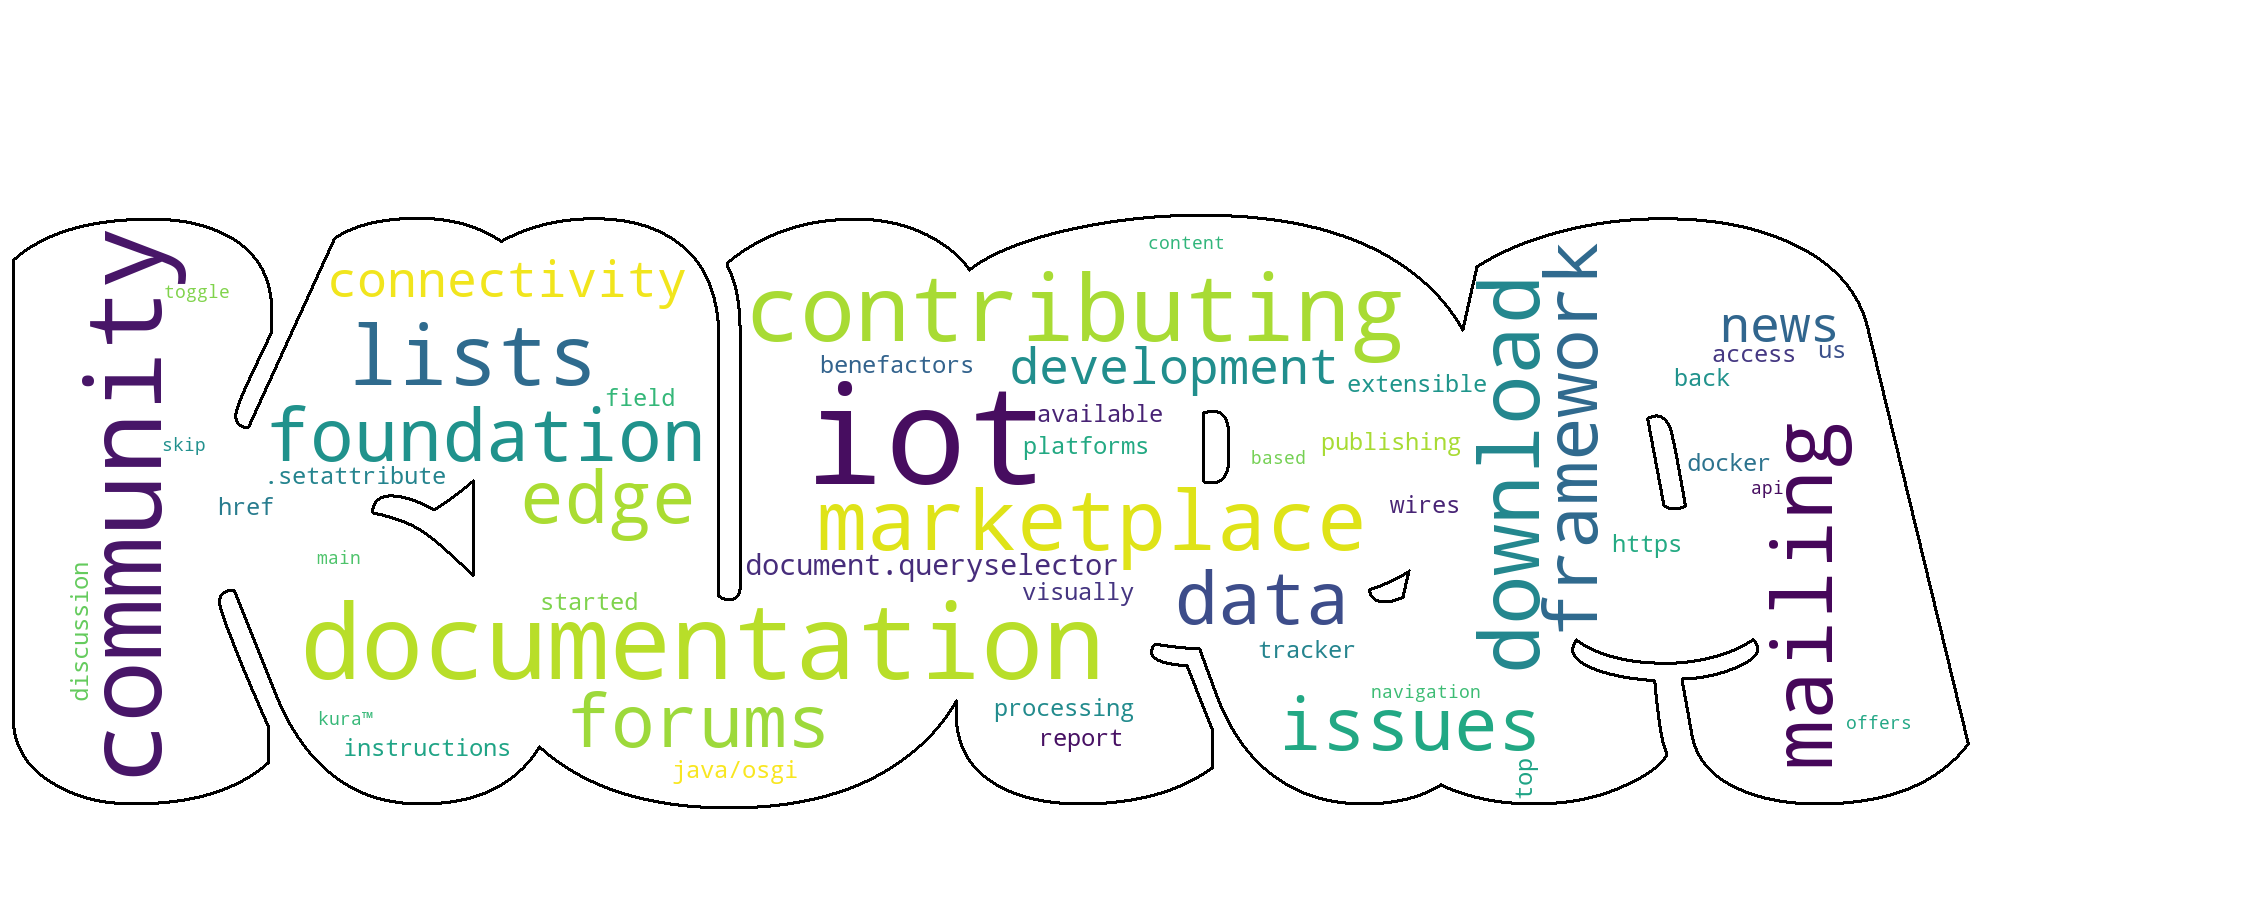 content
community
toggle
connectivity
contributing
download
framework
news
lists
benefactors
development
access
us
extensible
back
field
iot
available
foundation
skip
platforms
based
publishing
docker
mailing
.setattribute
api
href
edge
marketplace
wires
main
document.queryselector
https
discussion
started
visually
data
documentation
tracker
kura™
forums
processing
navigation
issues
offers
instructions
report
java/osgi
top